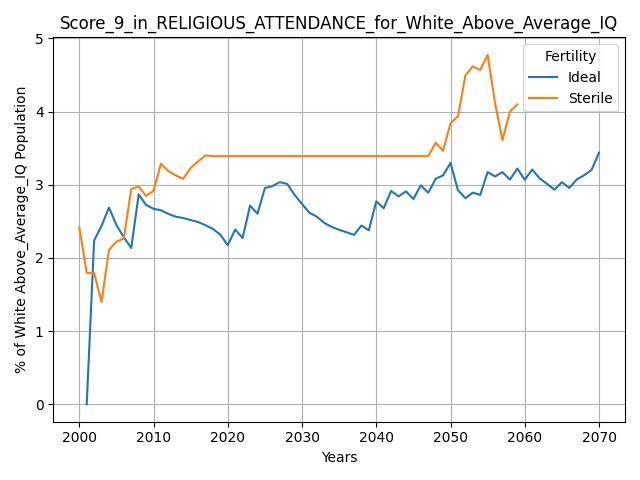 Score_9_in_RELIGIOUS_ATTENDANCE_for_White_Above_Average_IQ
% of White Above_Average_IQ Population
5
4
3
2
1
0
Fertility
Ideal
Sterile
2000 2010 2020 2030 2040 2050 2060 2070
Years